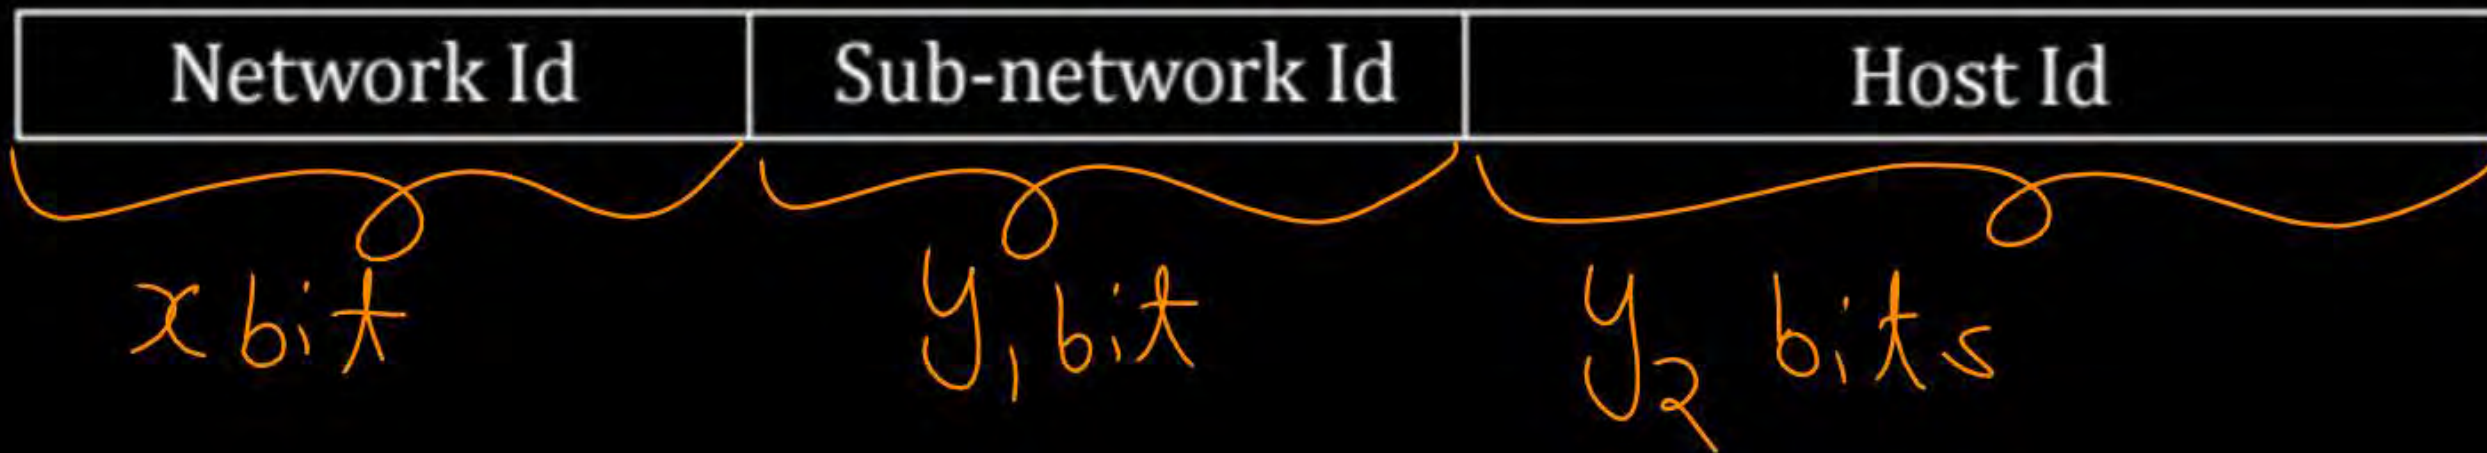 Network Id Sub-network Id Host Id
x bit y₁ bit y₂ bits